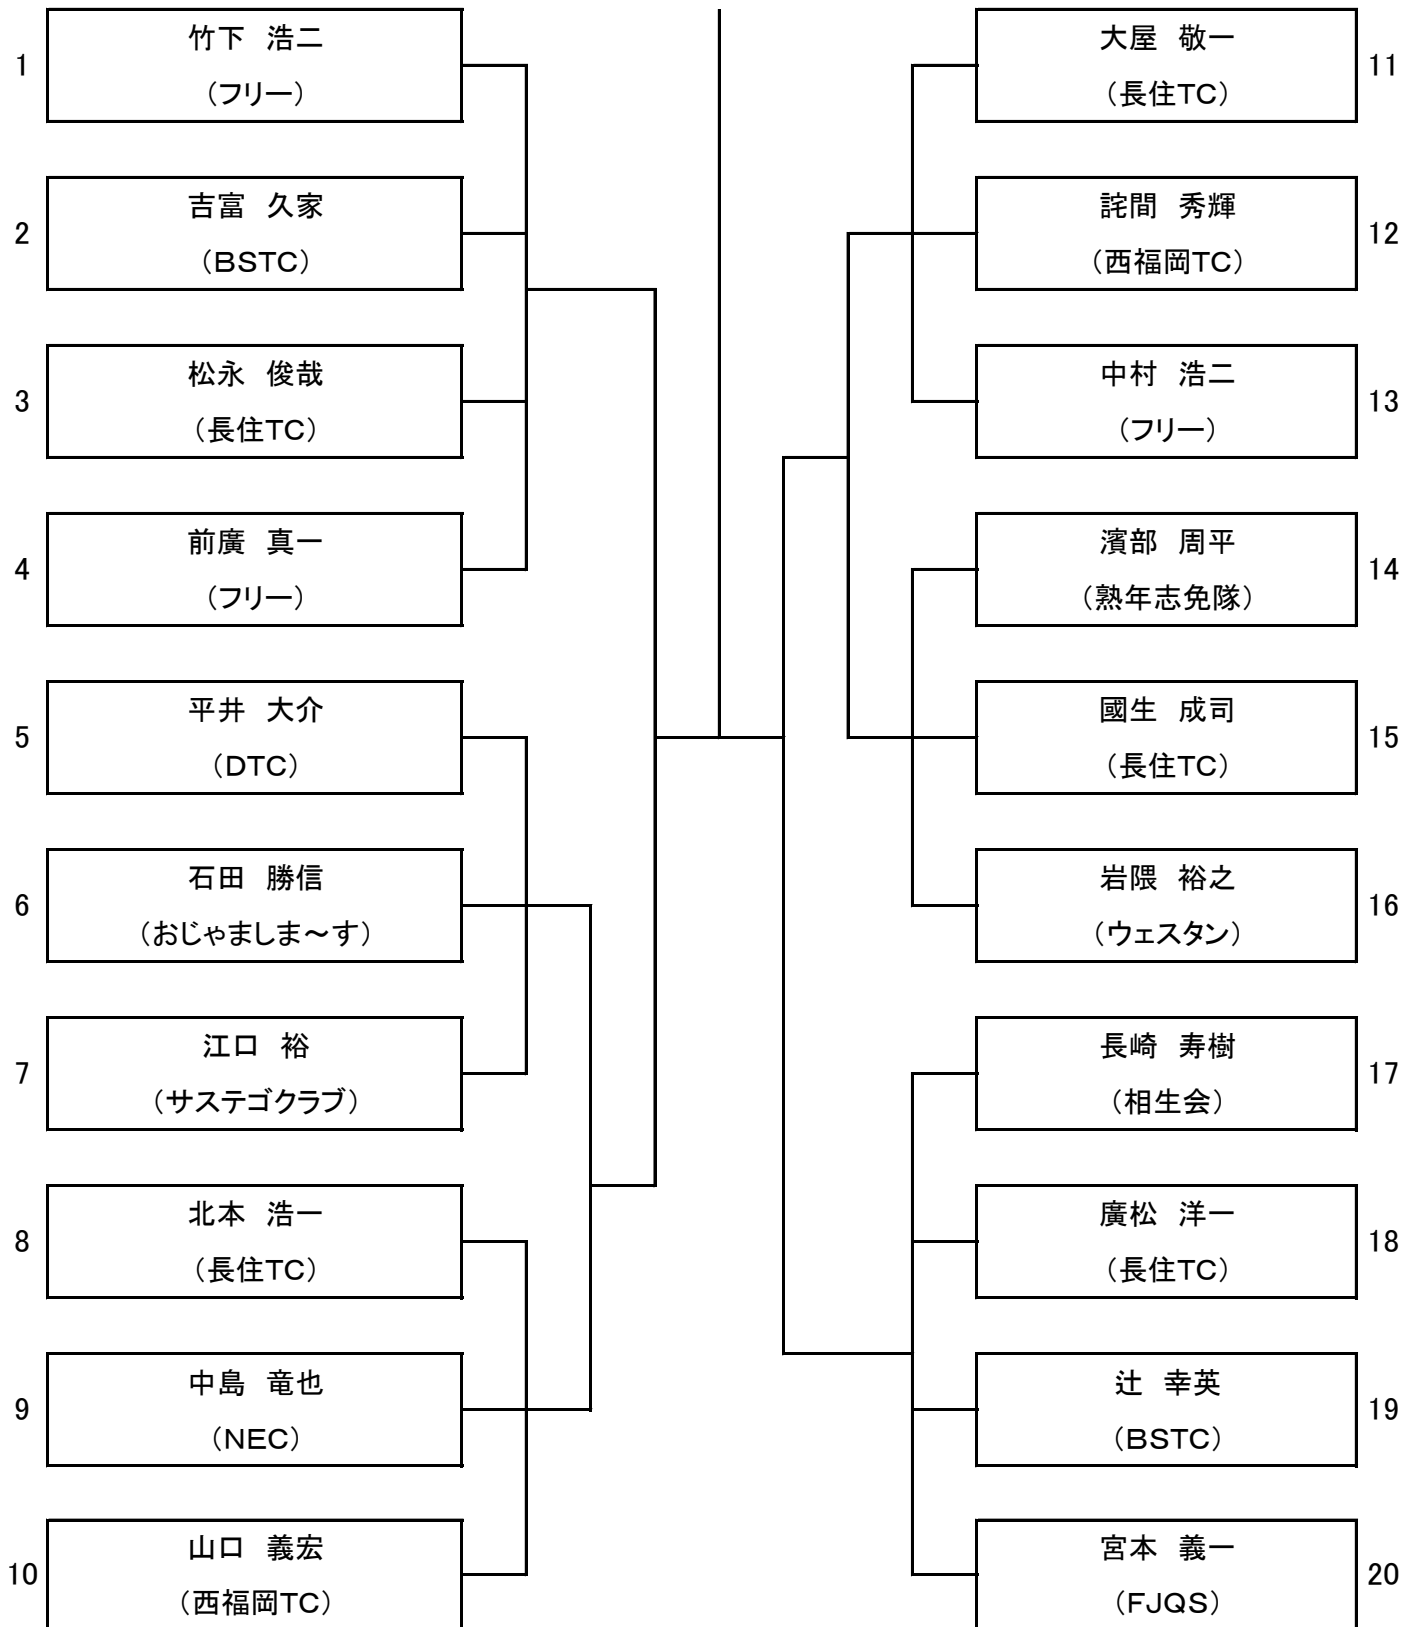 1
竹下　浩二
（フリー）
2
吉富　久家
（BSTC）
3
松永　俊哉
（長住TC）
4
前廣　真一
（フリー）
5
平井　大介
（DTC）
6
石田　勝信
（おじゃましま～す）
7
江口　裕
（サステゴクラブ）
8
北本　浩一
（長住TC）
9
中島　竜也
（NEC）
10
山口　義宏
（西福岡TC）
大屋　敬一
（長住TC）
11
詫間　秀輝
（西福岡TC）
12
中村　浩二
（フリー）
13
濱部　周平
（熟年志免隊）
14
國生　成司
（長住TC）
15
岩隈　裕之
（ウェスタン）
16
長崎　寿樹
（相生会）
17
廣松　洋一
（長住TC）
18
辻　幸英
（BSTC）
19
宮本　義一
（FJQS）
20